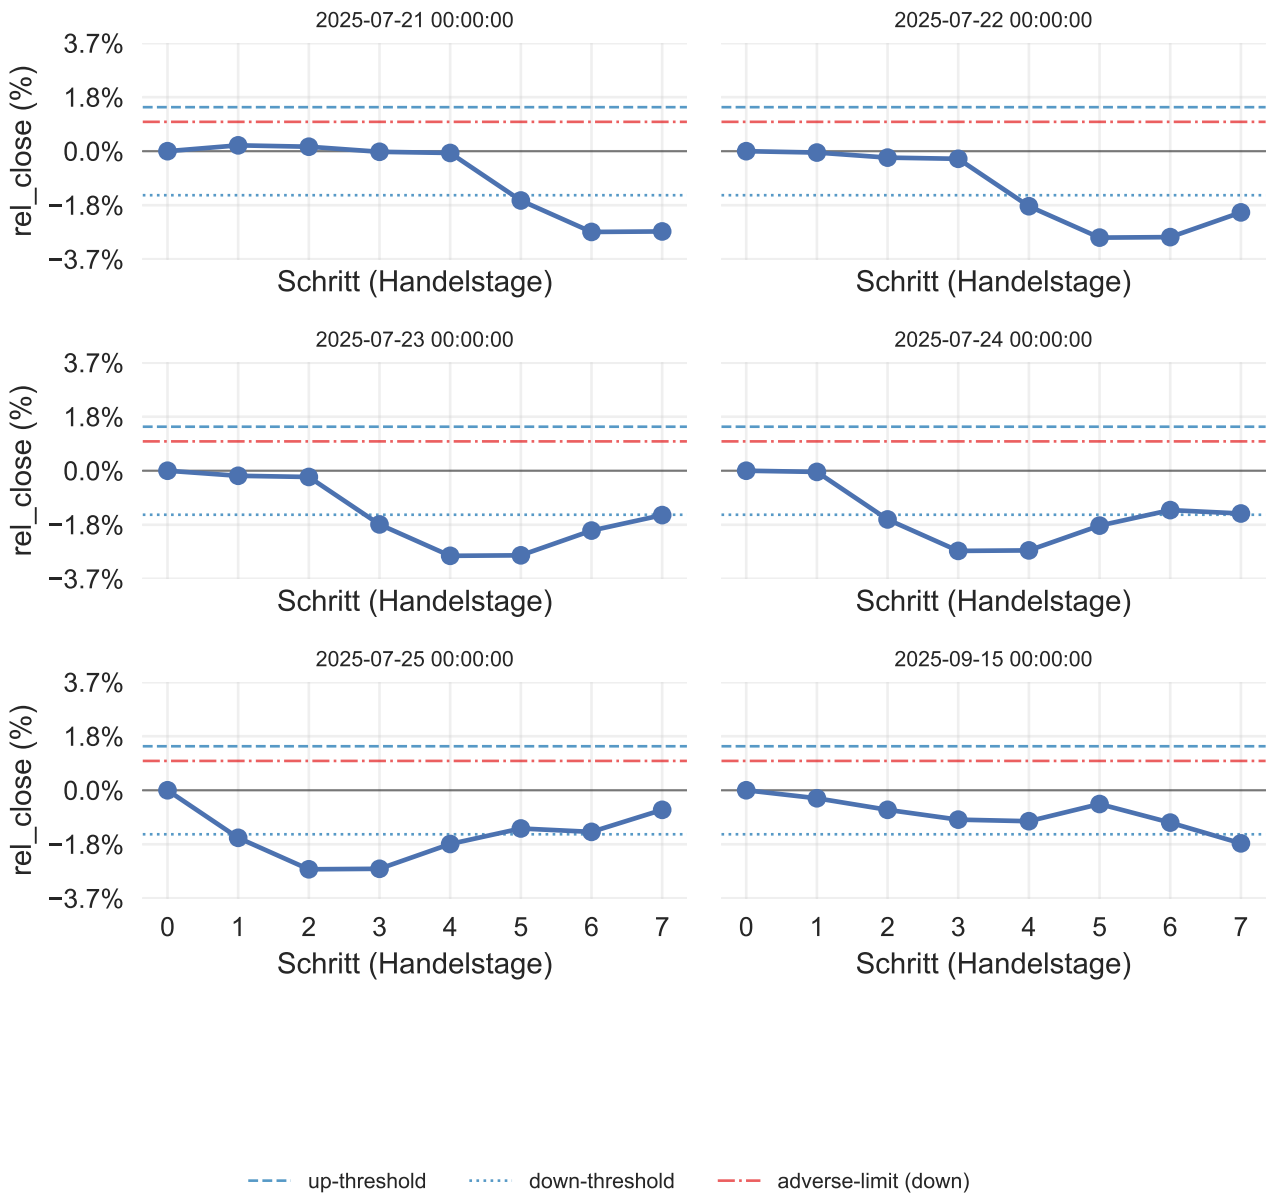 2025-07-21 00:00:00
2025-07-22 00:00:00
rel_close (%)
3.7%
1.8%
0.0%
−1.8%
−3.7%
Schritt (Handelstage)
Schritt (Handelstage)
2025-07-23 00:00:00
2025-07-24 00:00:00
rel_close (%)
3.7%
1.8%
0.0%
−1.8%
−3.7%
Schritt (Handelstage)
Schritt (Handelstage)
2025-07-25 00:00:00
2025-09-15 00:00:00
rel_close (%)
3.7%
1.8%
0.0%
−1.8%
−3.7%
0 1 2 3 4 5 6 7
0 1 2 3 4 5 6 7
Schritt (Handelstage)
Schritt (Handelstage)
up-threshold down-threshold adverse-limit (down)